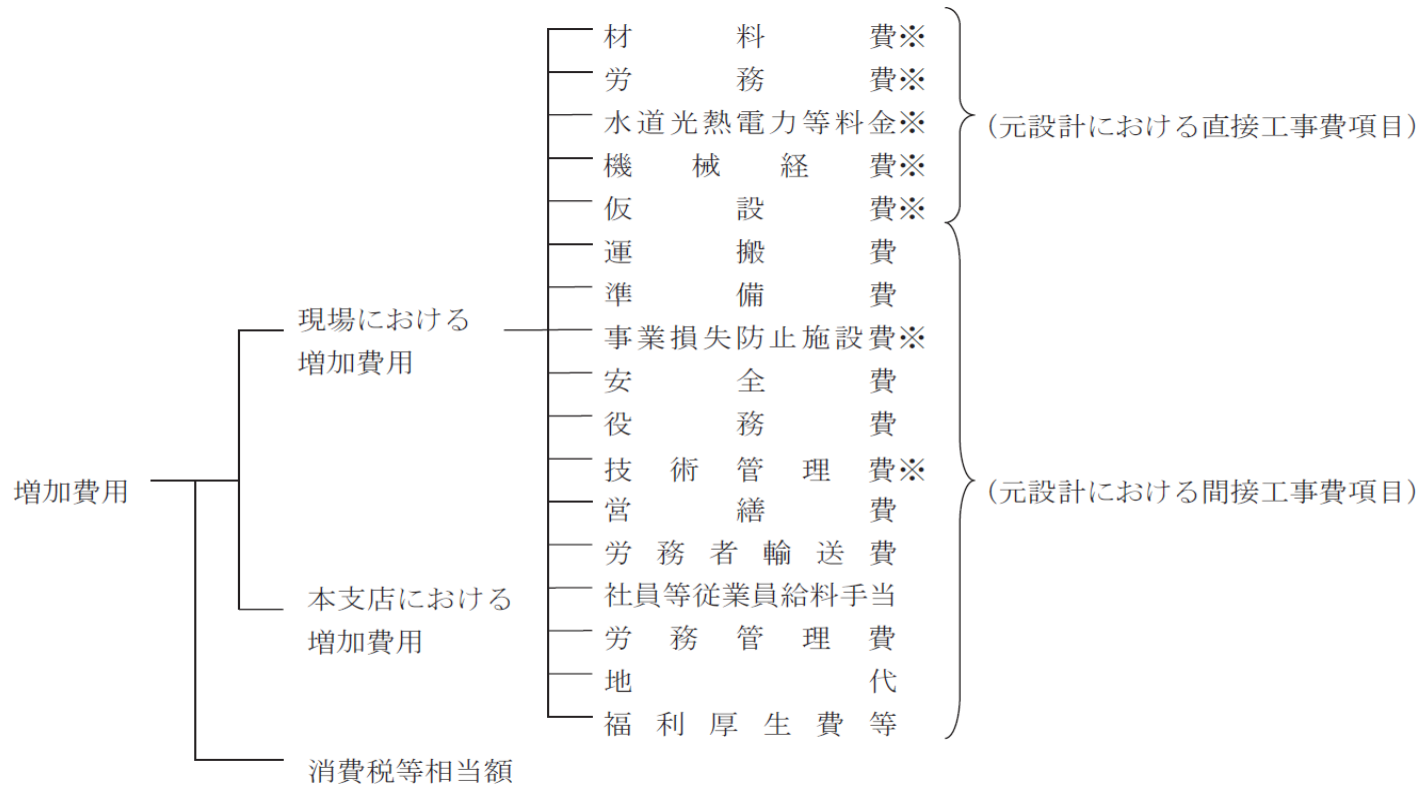 材料費※
労務費※
水道光熱電力等料金※
機械経費※
仮設費※
(元設計における直接工事費項目)
運搬費
準備費
事業損失防止施設費※
安全費
役務費
技術管理費※
営繕費
労務者輸送費
社員等従業員給料手当
労務管理費
地代
福利厚生費等
(元設計における間接工事費項目)
現場における
増加費用
増加費用
本支店における
増加費用
消費税等相当額